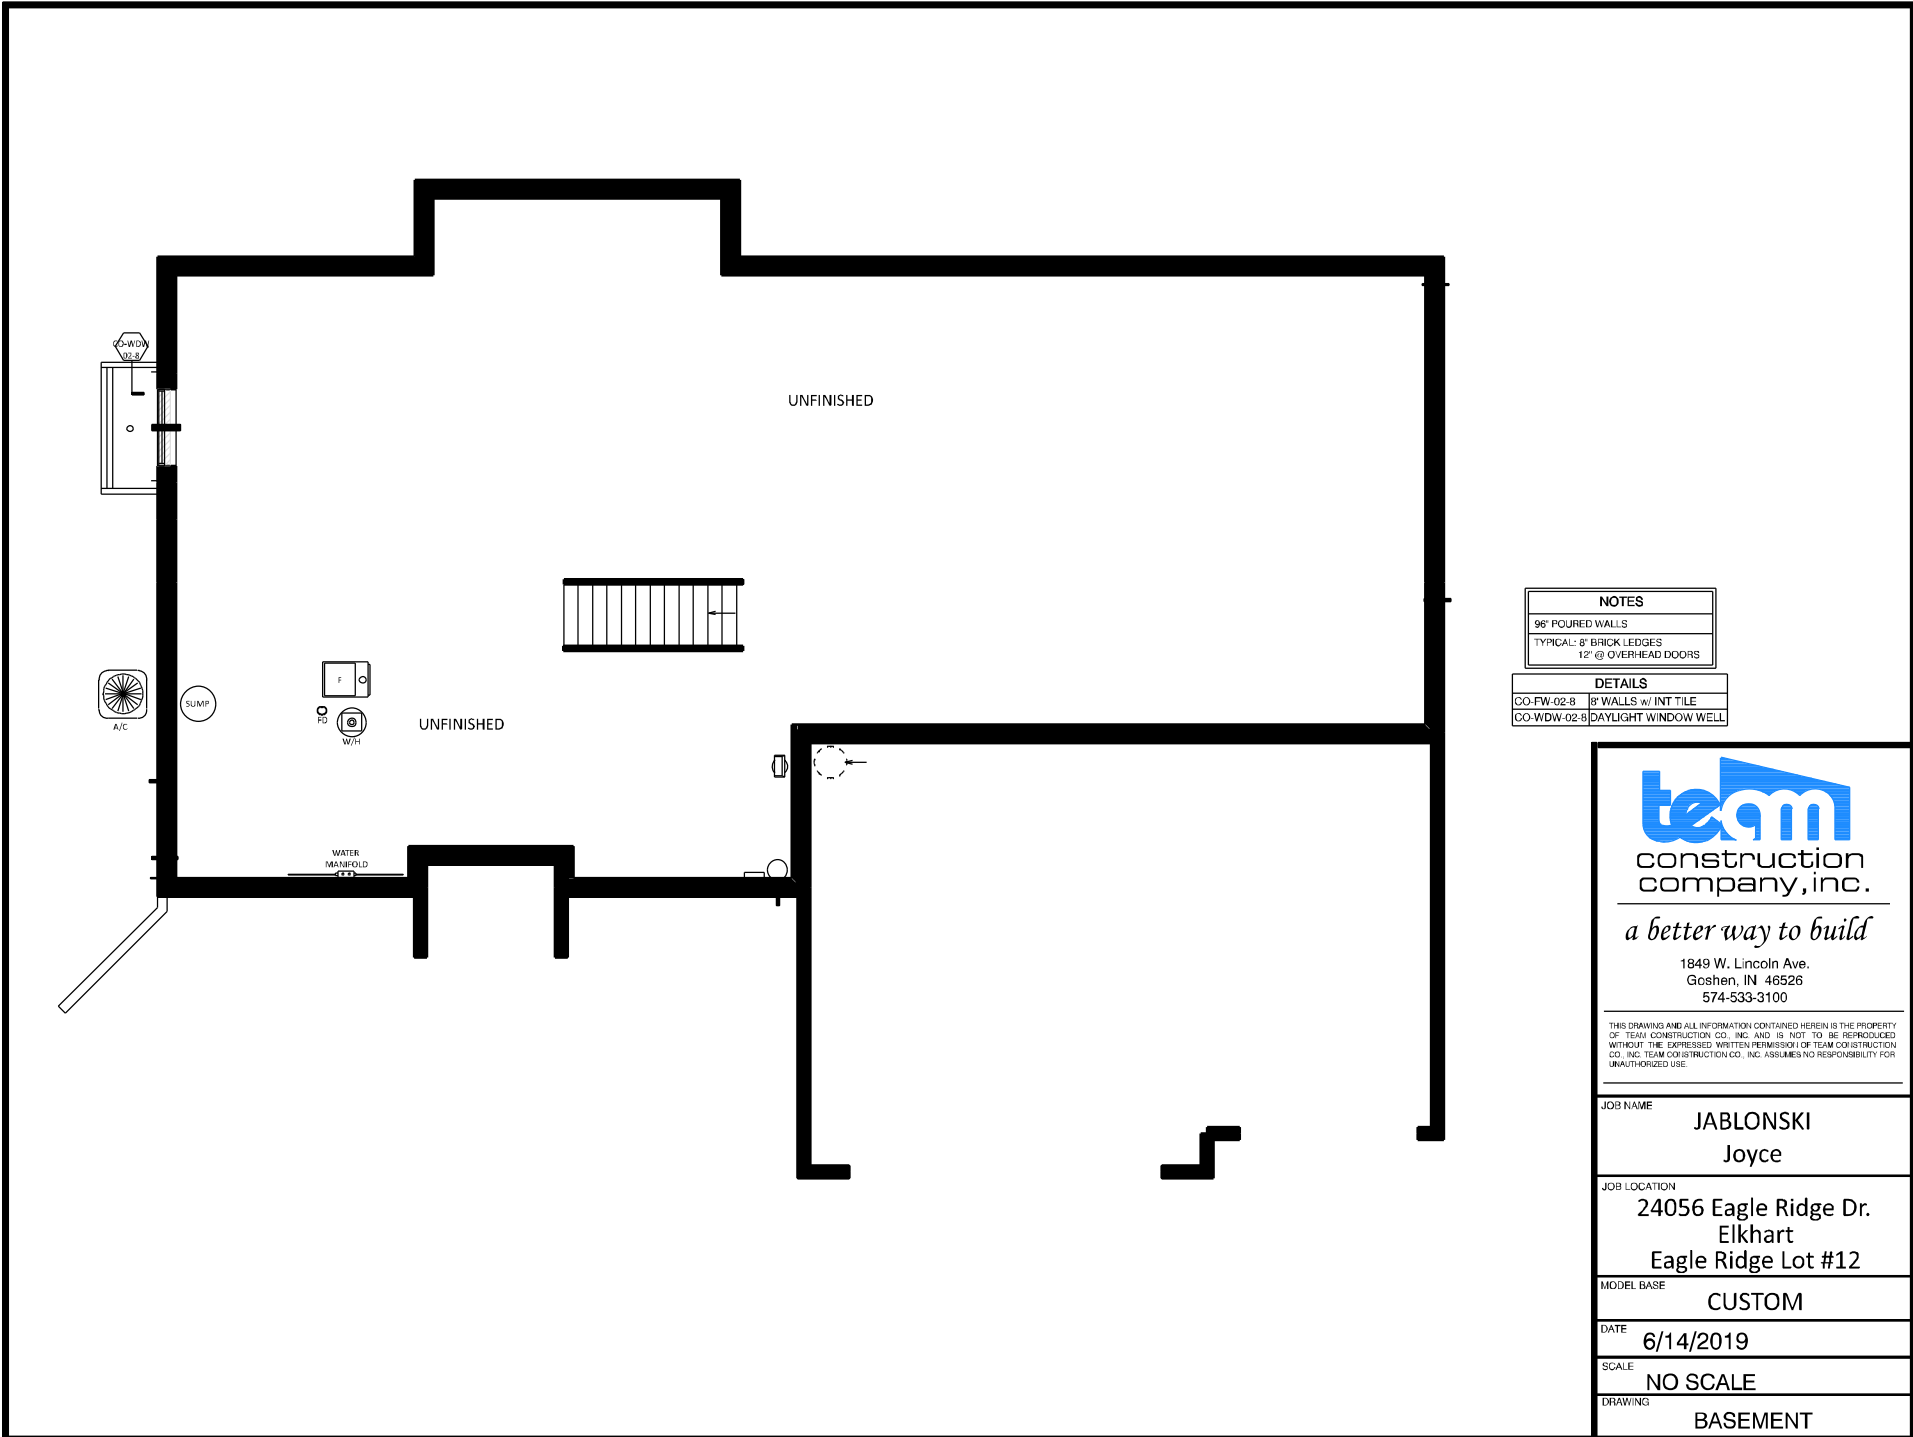 CO-WDW
02-8
UNFINISHED
F
SUMP
FD
W/H
UNFINISHED
A/C
WATER
MANIFOLD
NOTES
96" POURED WALLS
TYPICAL: 8" BRICK LEDGES
12" @ OVERHEAD DOORS
DETAILS
CO-FW-02-8 8' WALLS w/ INT TILE
CO-WDW-02-8 DAYLIGHT WINDOW WELL
team
construction
company,inc.
a better way to build
1849 W. Lincoln Ave.
Goshen, IN 46526
574-533-3100
THIS DRAWING AND ALL INFORMATION CONTAINED HEREIN IS THE PROPERTY
OF TEAM CONSTRUCTION CO., INC. AND IS NOT TO BE REPRODUCED
WITHOUT THE EXPRESSED WRITTEN PERMISSION OF TEAM CONSTRUCTION
CO., INC. TEAM CONSTRUCTION CO., INC. ASSUMES NO RESPONSIBILITY FOR
UNAUTHORIZED USE.
JOB NAME
JABLONSKI
Joyce
JOB LOCATION
24056 Eagle Ridge Dr.
Elkhart
Eagle Ridge Lot #12
MODEL BASE
CUSTOM
DATE
6/14/2019
SCALE
NO SCALE
DRAWING
BASEMENT